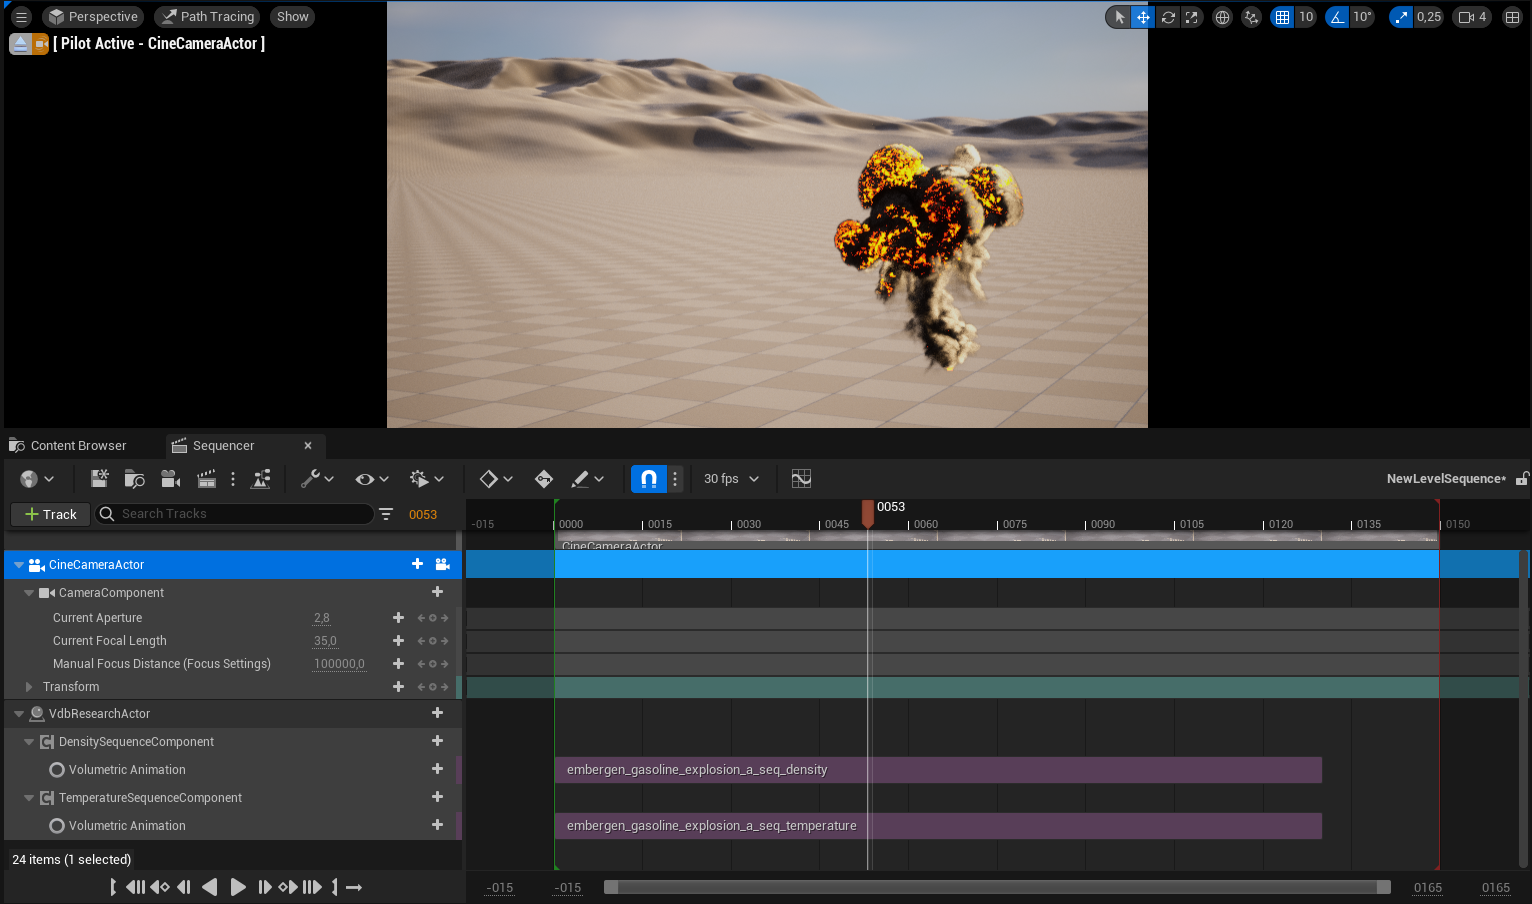 Perspective Path Tracing Show
10 10° 0,25 4
[ Pilot Active - CineCameraActor ]
Content Browser
Sequencer
30 fps
NewLevelSequence*
Track
Search Tracks
0053
0053
-015 0000 0015 0030 0045 0060 0075 0090 0105 0120 0135 0150
CineCameraActor
CineCameraActor
CameraComponent
Current Aperture 2,8
Current Focal Length 35,0
Manual Focus Distance (Focus Settings) 100000,0
Transform
VdbResearchActor
DensitySequenceComponent
Volumetric Animation
embergen_gasoline_explosion_a_seq_density
TemperatureSequenceComponent
Volumetric Animation
embergen_gasoline_explosion_a_seq_temperature
24 items (1 selected)
-015 -015 0165 0165